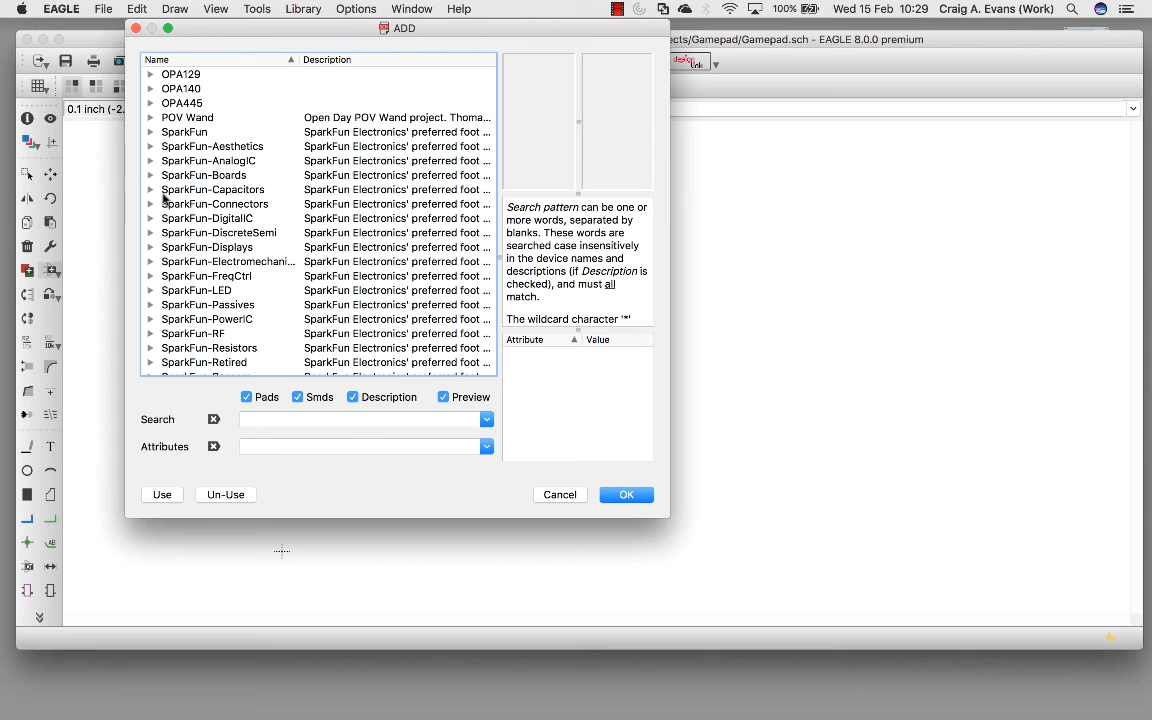 EAGLE File Edit Draw View Tools Library Options Window Help 100% Wed 15 Feb 10:29 Craig A. Evans (Work)
ADD
ects/Gamepad/Gamepad.sch - EAGLE 8.0.0 premium
design link
0.1 inch (-2.
Name Description
OPA129
OPA140
OPA445
POV Wand Open Day POV Wand project. Thoma...
SparkFun SparkFun Electronics' preferred foot ...
SparkFun-Aesthetics SparkFun Electronics' preferred foot ...
SparkFun-AnalogIC SparkFun Electronics' preferred foot ...
SparkFun-Boards SparkFun Electronics' preferred foot ...
SparkFun-Capacitors SparkFun Electronics' preferred foot ...
SparkFun-Connectors SparkFun Electronics' preferred foot ...
SparkFun-DigitalIC SparkFun Electronics' preferred foot ...
SparkFun-DiscreteSemi SparkFun Electronics' preferred foot ...
SparkFun-Displays SparkFun Electronics' preferred foot ...
SparkFun-Electromechani... SparkFun Electronics' preferred foot ...
SparkFun-FreqCtrl SparkFun Electronics' preferred foot ...
SparkFun-LED SparkFun Electronics' preferred foot ...
SparkFun-Passives SparkFun Electronics' preferred foot ...
SparkFun-PowerIC SparkFun Electronics' preferred foot ...
SparkFun-RF SparkFun Electronics' preferred foot ...
SparkFun-Resistors SparkFun Electronics' preferred foot ...
SparkFun-Retired SparkFun Electronics' preferred foot ...
Search pattern can be one or
more words, separated by
blanks. These words are
searched case insensitively
in the device names and
descriptions (if Description is
checked), and must all
match.
The wildcard character '*'
Attribute Value
Pads Smds Description Preview
Search
Attributes
Use Un-Use Cancel OK